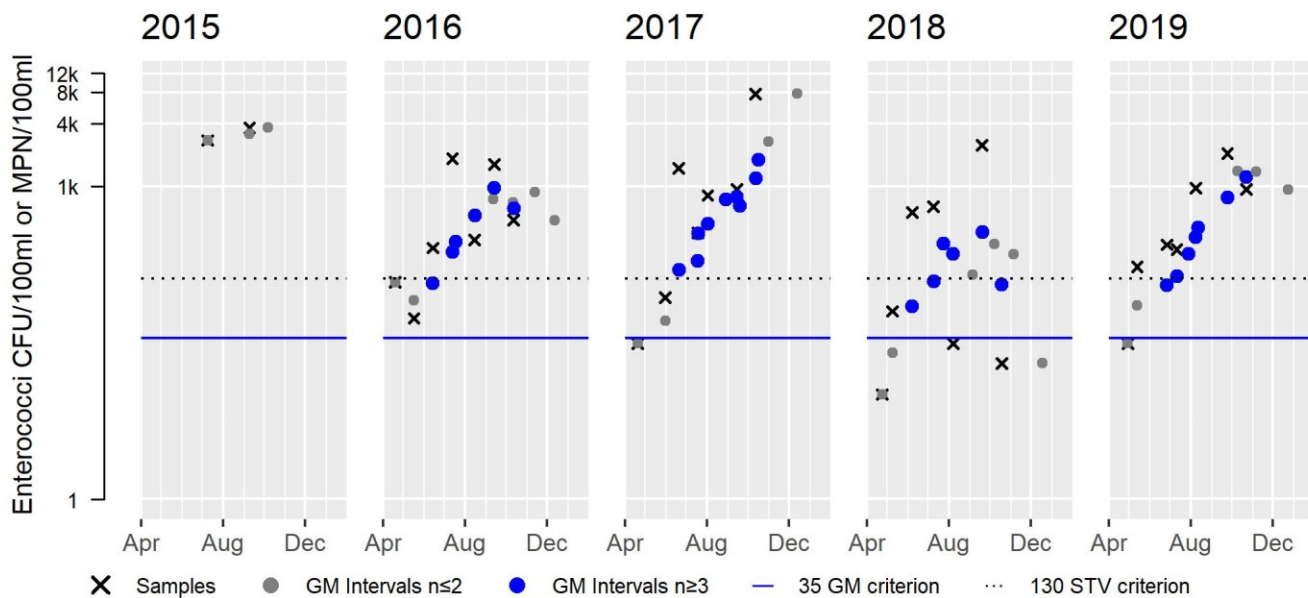 2015 2016 2017 2018 2019
Enterococci CFU/100ml or MPN/100ml
12k
8k
4k
1k
1
Apr Aug Dec Apr Aug Dec Apr Aug Dec Apr Aug Dec Apr Aug Dec
Samples GM Intervals n≤2 GM Intervals n≥3 35 GM criterion 130 STV criterion